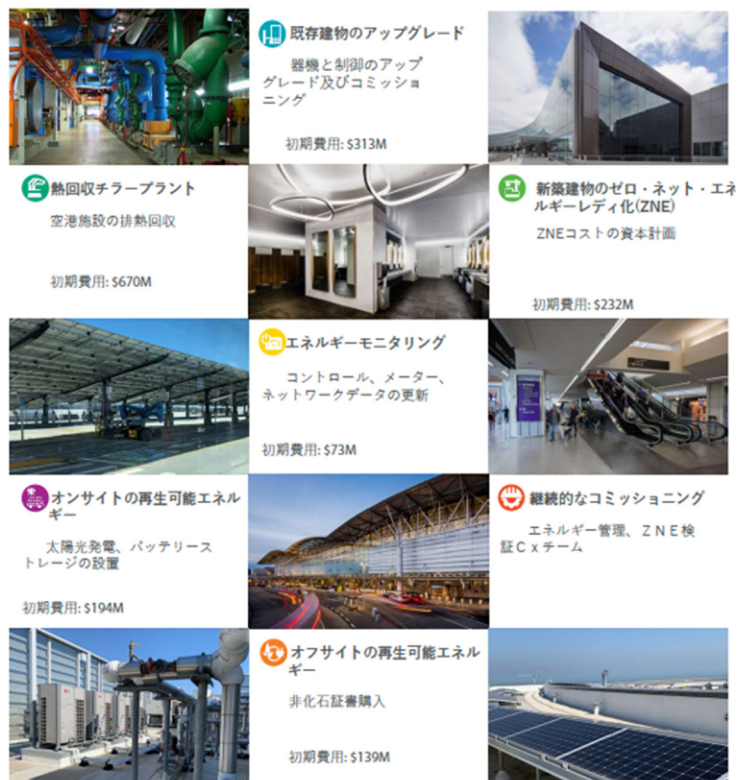 既存建物のアップグレード
器機と制御のアップ
グレード及びコミッショ
ニング
初期費用: $313M
熱回収チラープラント
空港施設の排熱回収
初期費用: $670M
新築建物のゼロ・ネット・エネ
ルギーレディ化(ZNE)
ZNEコストの資本計画
初期費用: $232M
エネルギーモニタリング
コントロール、メーター、
ネットワークデータの更新
初期費用: $73M
オンサイトの再生可能エネル
ギー
太陽光発電、バッテリース
トレージの設置
初期費用: $194M
継続的なコミッショニング
エネルギー管理、ＺＮＥ検
証Ｃｘチーム
オフサイトの再生可能エネル
ギー
非化石証書購入
初期費用: $139M